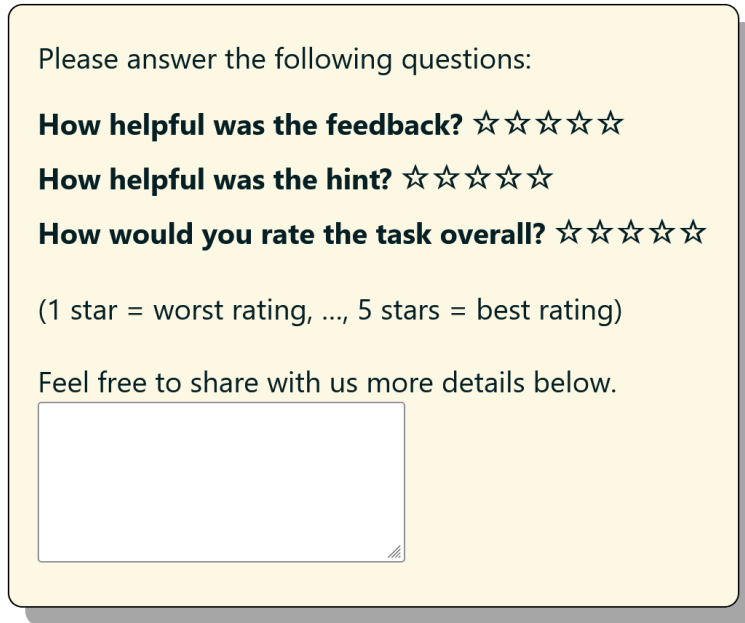 Please answer the following questions:
How helpful was the feedback? ☆☆☆☆☆
How helpful was the hint? ☆☆☆☆☆
How would you rate the task overall? ☆☆☆☆☆
(1 star = worst rating, ..., 5 stars = best rating)
Feel free to share with us more details below.